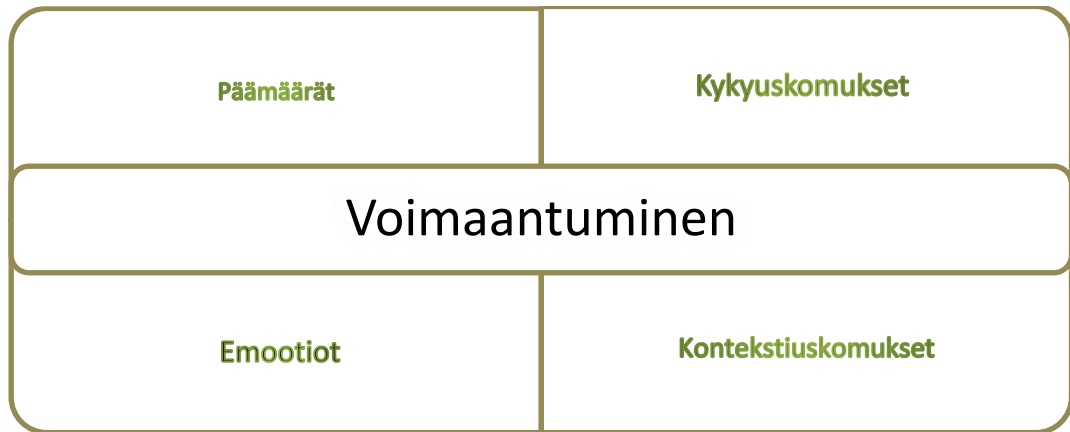 Päämäärät
Kykyuskomukset
Voimaantuminen
Emootiot
Kontekstiuskomukset